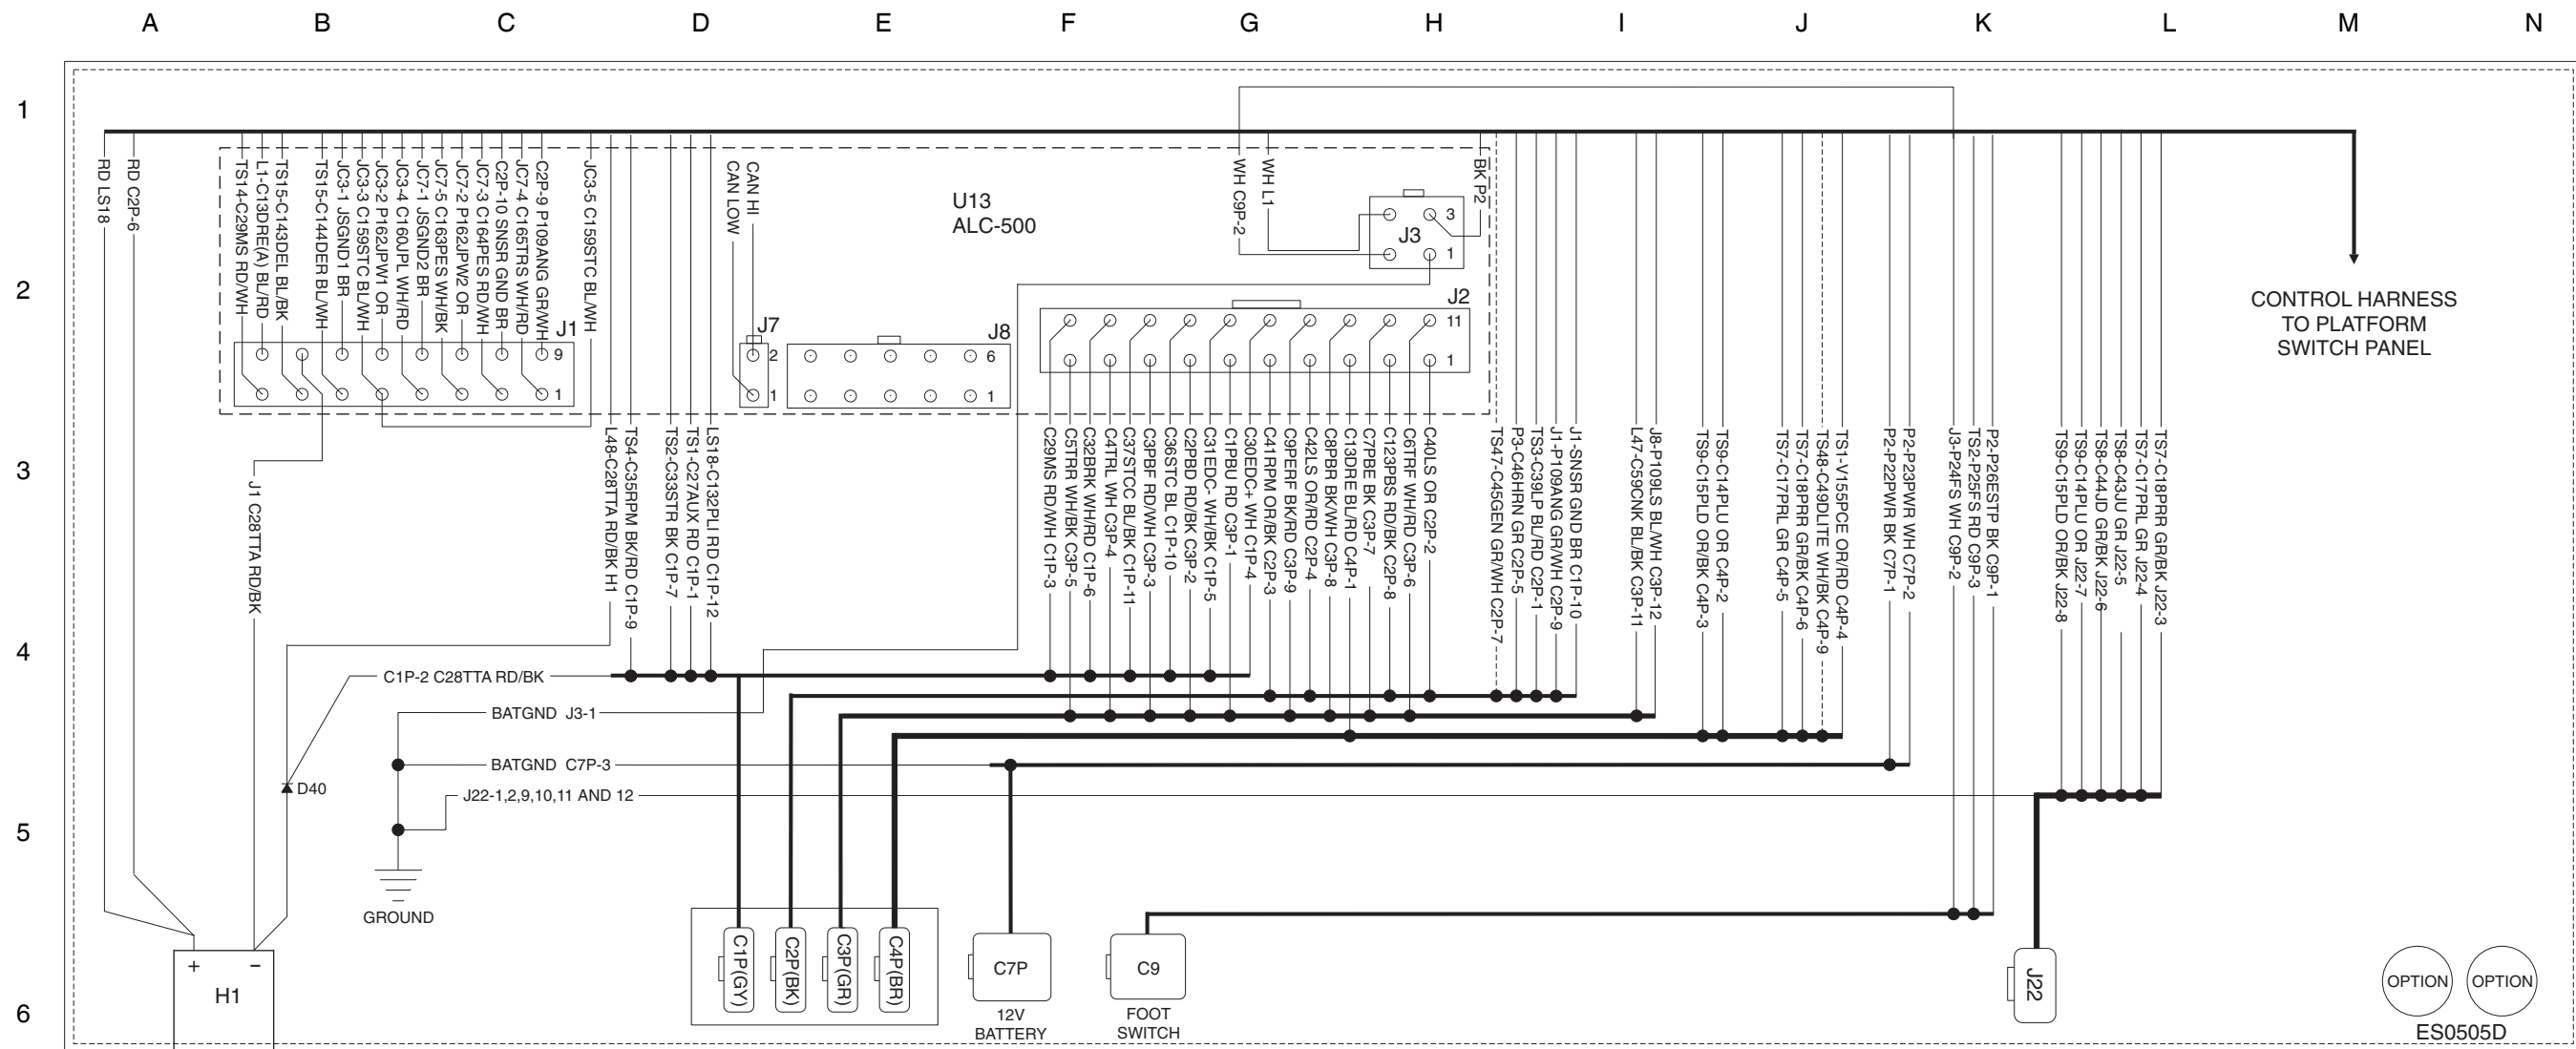 A B C D E F G H I J K L M N
1
2
3
4
5
6
RD LS18
RD C2P-6
TS14-C29MS RD/WH
L1-C13DRE(A) BL/RD
TS15-C143DEL BL/BK
TS15-C144DER BL/WH
JC3-1 JSGND1 BR
JC3-3 C159STC BL/WH
JC3-2 P162JPW1 OR
JC3-4 C160JPL WH/RD
JC7-1 JSGND2 BR
JC7-5 C163PES WH/BK
JC7-2 P162JPW2 OR
JC7-3 C164PES RD/WH
C2P-10 SNSR GND BR
JC7-4 C165TRS WH/RD
C2P-9 P109ANG GR/WH
JC3-5 C159STC BL/WH
J1
9
1
CAN LOW
CAN HI
J7
2
1
U13
ALC-500
J8
6
1
WH C9P-2
WH L1
BK P2
3
J3
1
J2
11
1
CONTROL HARNESS
TO PLATFORM
SWITCH PANEL
J1 C28TTA RD/BK
L48-C28TTA RD/BK H1
TS4-C35RPM BK/RD C1P-9
TS2-C33STR BK C1P-7
TS1-C27AUX RD C1P-1
LS18-C132PLI RD C1P-12
C29MS RD/WH C1P-3
C5TRR WH/BK C3P-5
C32BRK WH/RD C1P-6
C4TRL WH C3P-4
C37STCC BL/BK C1P-11
C3PBF RD/WH C3P-3
C36STC BL C1P-10
C2PBD RD/BK C3P-2
C31EDC- WH/BK C1P-5
C1PBU RD C3P-1
C30EDC+ WH C1P-4
C41RPM OR/BK C2P-3
C9PERF BK/RD C3P-9
C42LS OR/RD C2P-4
C8PBR BK/WH C3P-8
C13DRE BL/RD C4P-1
C7PBE BK C3P-7
C123PBS RD/BK C2P-8
C6TRF WH/RD C3P-6
C40LS OR C2P-2
TS47-C45GEN GR/WH C2P-7
P3-C46HRN GR C2P-5
TS3-C39LP BL/RD C2P-1
J1-P109ANG GR/WH C2P-9
J1-SNSR GND BR C1P-10
L47-C59CNK BL/BK C3P-11
J8-P109LS BL/WH C3P-12
TS9-C15PLD OR/BK C4P-3
TS9-C14PLU OR C4P-2
TS7-C17PRL GR C4P-5
TS7-C18PRR GR/BK C4P-6
TS48-C49DLITE WH/BK C4P-9
TS1-V155PCE OR/RD C4P-4
P2-P22PWR BK C7P-1
P2-P23PWR WH C7P-2
J3-P24FS WH C9P-2
TS2-P25FS RD C9P-3
P2-P26ESTP BK C9P-1
TS9-C15PLD OR/BK J22-8
TS9-C14PLU OR J22-7
TS8-C44JD GR/BK J22-6
TS8-C43JU GR J22-5
TS7-C17PRL GR J22-4
TS7-C18PRR GR/BK J22-3
C1P-2 C28TTA RD/BK
BATGND J3-1
BATGND C7P-3
D40
J22-1,2,9,10,11 AND 12
GROUND
+ −
H1
C1P(GY)
C2P(BK)
C3P(GR)
C4P(BR)
C7P
12V
BATTERY
C9
FOOT
SWITCH
J22
OPTION
OPTION
ES0505D